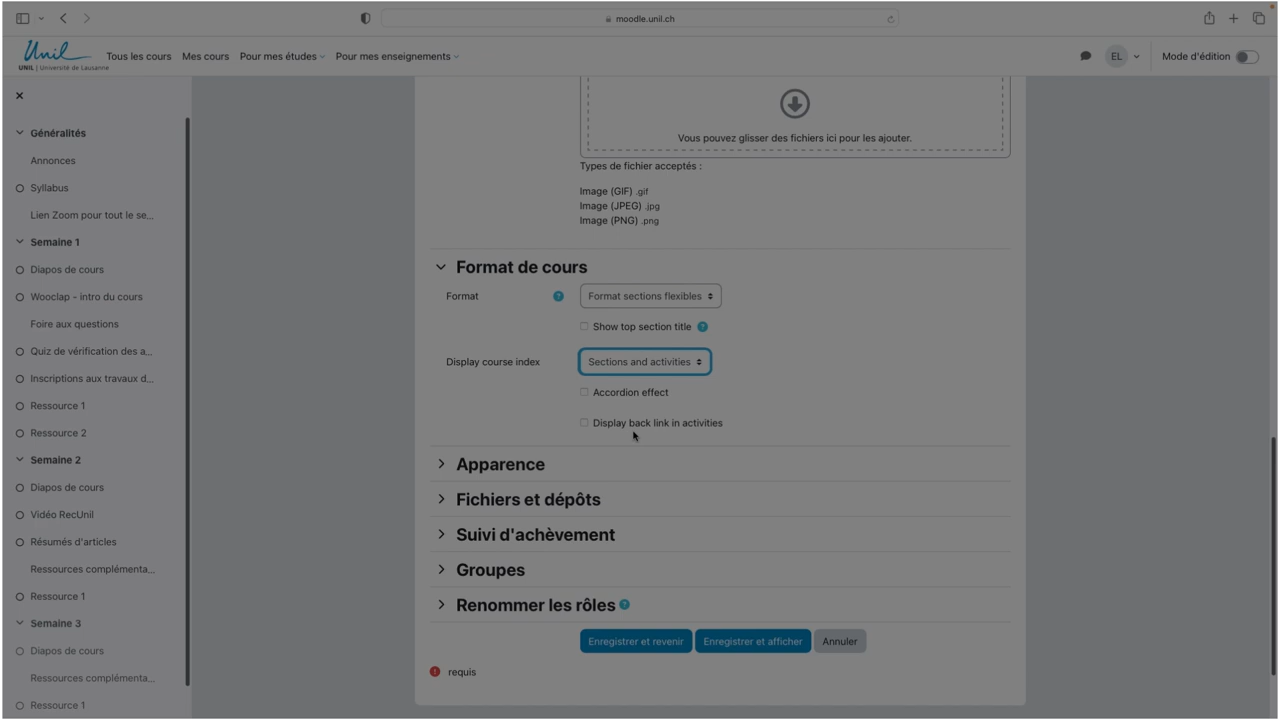 moodle.unil.ch
Unil
UNIL | Université de Lausanne
Tous les cours
Mes cours
Pour mes études
Pour mes enseignements
EL
Mode d'édition
Généralités
Annonces
Syllabus
Lien Zoom pour tout le se...
Semaine 1
Diapos de cours
Wooclap - intro du cours
Foire aux questions
Quiz de vérification des a...
Inscriptions aux travaux d...
Ressource 1
Ressource 2
Semaine 2
Diapos de cours
Vidéo RecUnil
Résumés d'articles
Ressources complémenta...
Ressource 1
Semaine 3
Diapos de cours
Ressources complémenta...
Ressource 1
Vous pouvez glisser des fichiers ici pour les ajouter.
Types de fichier acceptés :
Image (GIF) .gif
Image (JPEG) .jpg
Image (PNG) .png
Format de cours
Format
?
Format sections flexibles
Show top section title
?
Display course index
Sections and activities
Accordion effect
Display back link in activities
Apparence
Fichiers et dépôts
Suivi d'achèvement
Groupes
Renommer les rôles
?
Enregistrer et revenir
Enregistrer et afficher
Annuler
!
requis